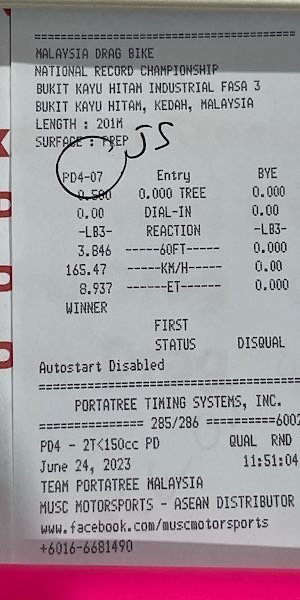 ================================
MALAYSIA DRAG BIKE
NATIONAL RECORD CHAMPIONSHIP
BUKIT KAYU HITAM INDUSTRIAL FASA 3
BUKIT KAYU HITAM, KEDAH, MALAYSIA
LENGTH : 201M
SURFACE : PREP
JS
PD4-07 Entry BYE
0.500 0.000 TREE 0.000
0.00 DIAL-IN 0.00
-LB3- REACTION -LB3-
3.846 -----60FT----- 0.000
165.47 ------KM/H----- 0.00
8.937 ------ET------ 0.000
WINNER
FIRST
STATUS DISQUAL
Autostart Disabled
================================
PORTATREE TIMING SYSTEMS, INC.
=============== 285/286 ==========6002
PD4 - 2T<150cc PD QUAL RND
June 24, 2023 11:51:04
TEAM PORTATREE MALAYSIA
MUSC MOTORSPORTS - ASEAN DISTRIBUTOR
www.facebook.com/muscmotorsports
+6016-6681490